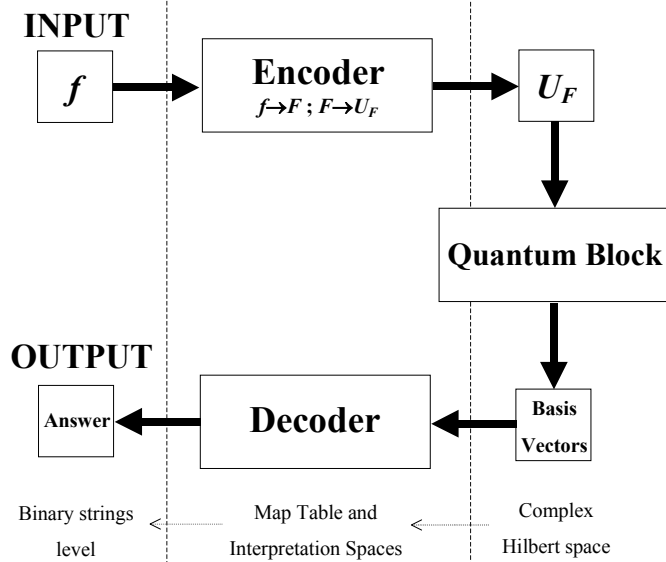 INPUT
f
Encoder
f→F ; F→U_F
U_F
Quantum Block
OUTPUT
Answer
Decoder
Basis
Vectors
Binary strings
level
Map Table and
Interpretation Spaces
Complex
Hilbert space